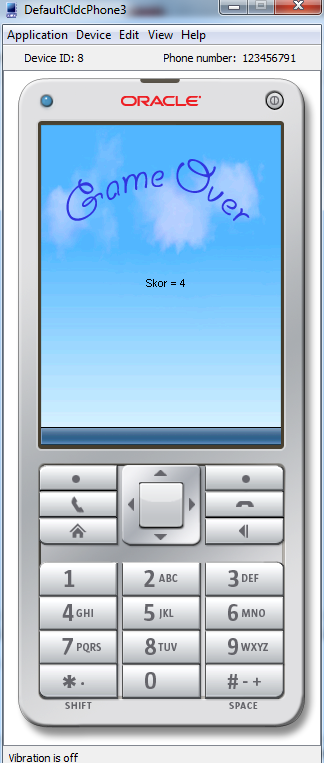 DefaultCldcPhone3
Application Device Edit View Help
Device ID: 8 Phone number: 123456791
ORACLE
Game Over
Skor = 4
1 2 ABC 3 DEF
4 GHI 5 JKL 6 MNO
7 PQRS 8 TUV 9 WXYZ
* . 0 # - +
SHIFT SPACE
Vibration is off